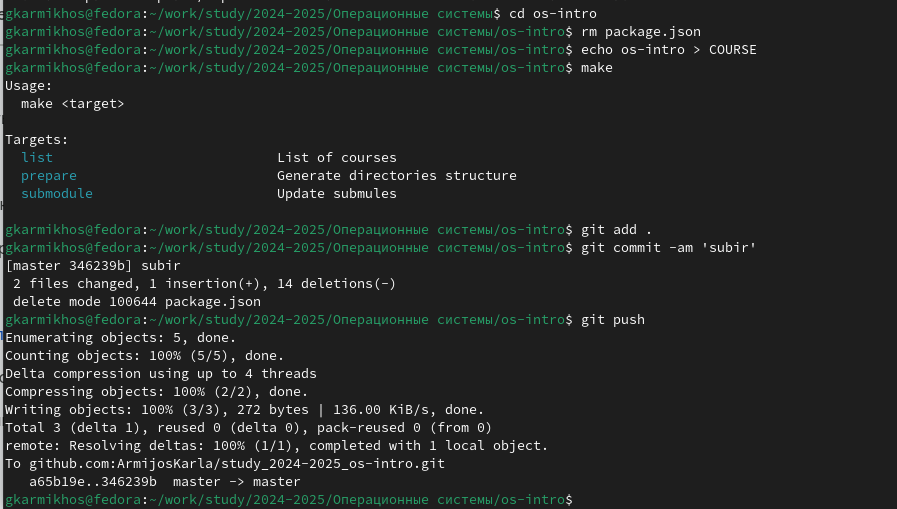 gkarmikhos@fedora:~/work/study/2024-2025/Операционные системы$ cd os-intro
gkarmikhos@fedora:~/work/study/2024-2025/Операционные системы/os-intro$ rm package.json
gkarmikhos@fedora:~/work/study/2024-2025/Операционные системы/os-intro$ echo os-intro > COURSE
gkarmikhos@fedora:~/work/study/2024-2025/Операционные системы/os-intro$ make
Usage:
  make <target>

Targets:
  list                            List of courses
  prepare                         Generate directories structure
  submodule                       Update submules

gkarmikhos@fedora:~/work/study/2024-2025/Операционные системы/os-intro$ git add .
gkarmikhos@fedora:~/work/study/2024-2025/Операционные системы/os-intro$ git commit -am 'subir'
[master 346239b] subir
 2 files changed, 1 insertion(+), 14 deletions(-)
 delete mode 100644 package.json
gkarmikhos@fedora:~/work/study/2024-2025/Операционные системы/os-intro$ git push
Enumerating objects: 5, done.
Counting objects: 100% (5/5), done.
Delta compression using up to 4 threads
Compressing objects: 100% (2/2), done.
Writing objects: 100% (3/3), 272 bytes | 136.00 KiB/s, done.
Total 3 (delta 1), reused 0 (delta 0), pack-reused 0 (from 0)
remote: Resolving deltas: 100% (1/1), completed with 1 local object.
To github.com:ArmijosKarla/study_2024-2025_os-intro.git
   a65b19e..346239b  master -> master
gkarmikhos@fedora:~/work/study/2024-2025/Операционные системы/os-intro$